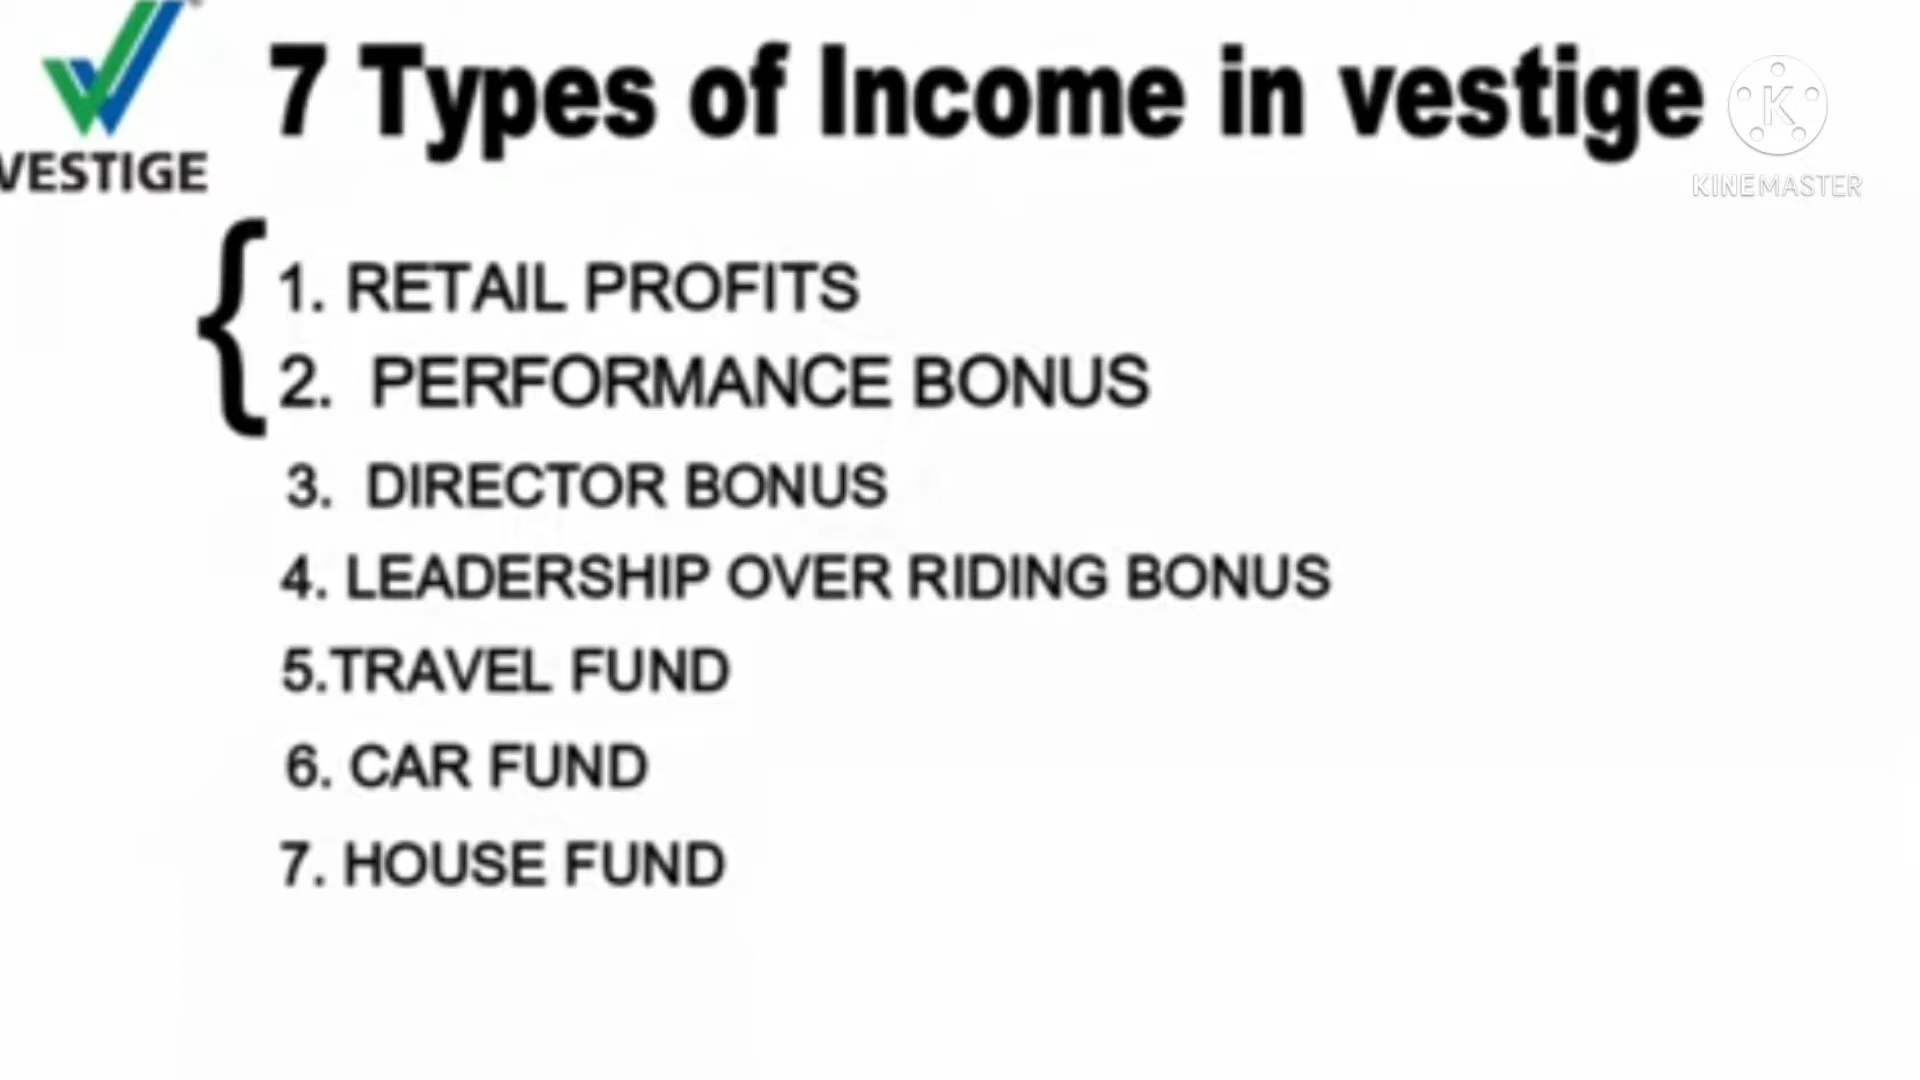 7 Types of Income in vestige
VESTIGE
KINEMASTER
1. RETAIL PROFITS
2. PERFORMANCE BONUS
3. DIRECTOR BONUS
4. LEADERSHIP OVER RIDING BONUS
5.TRAVEL FUND
6. CAR FUND
7. HOUSE FUND